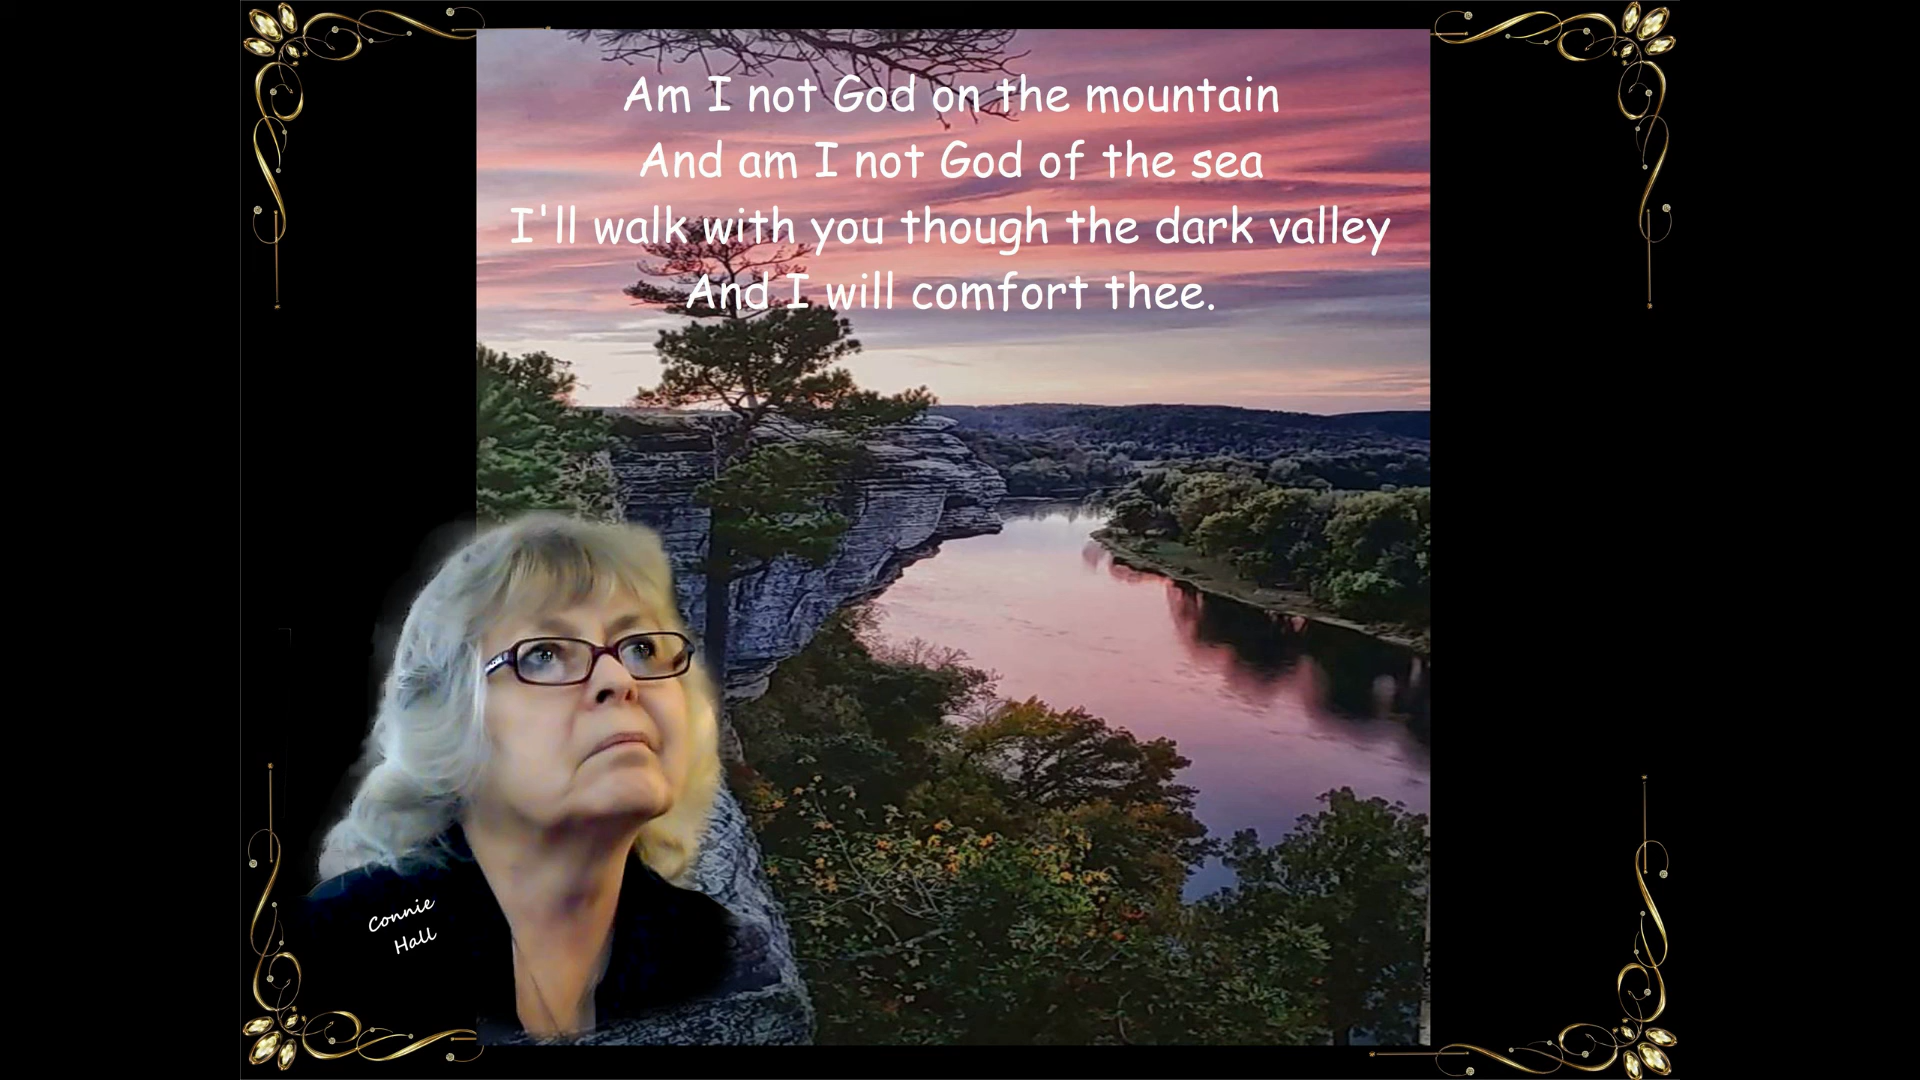 Am I not God on the mountain
And am I not God of the sea
I'll walk with you though the dark valley
And I will comfort thee.
Connie
Hall